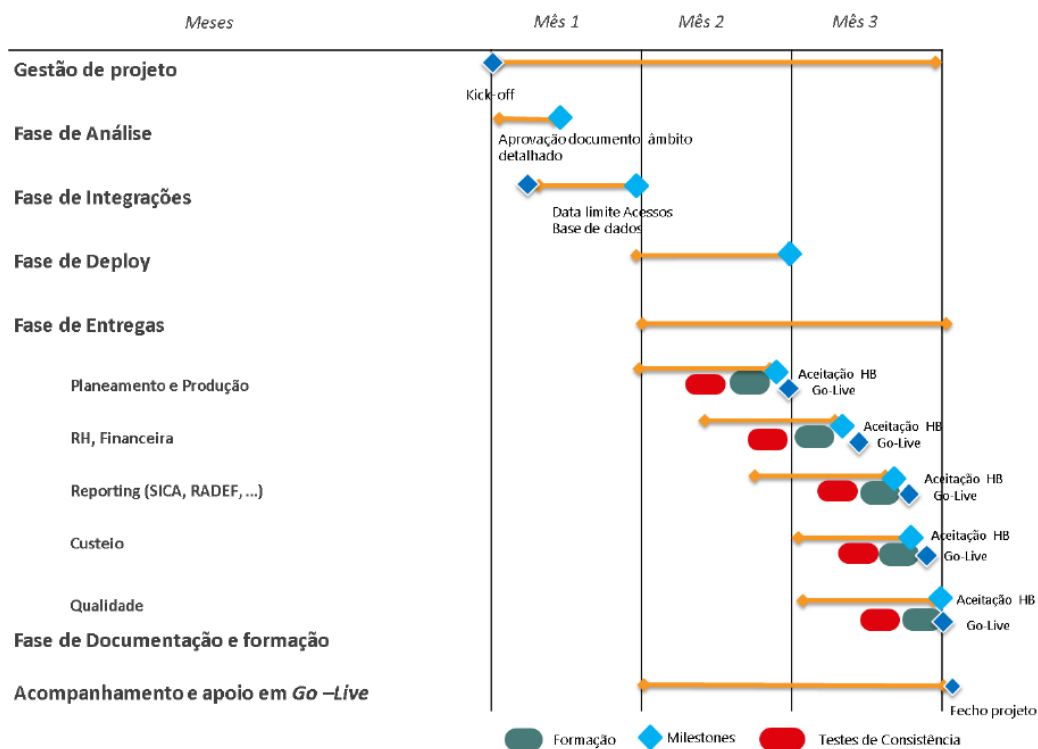 Meses Mês 1 Mês 2 Mês 3
Gestão de projeto
Kick-off
Fase de Análise
Aprovação documento âmbito
detalhado
Fase de Integrações
Data limite Acessos
Base de dados
Fase de Deploy
Fase de Entregas
Planeamento e Produção
Aceitação HB
Go-Live
RH, Financeira
Aceitação HB
Go-Live
Reporting (SICA, RADEF, ...)
Aceitação HB
Go-Live
Custeio
Aceitação HB
Go-Live
Qualidade
Aceitação HB
Go-Live
Fase de Documentação e formação
Acompanhamento e apoio em Go –Live
Fecho projeto
Formação Milestones Testes de Consistência